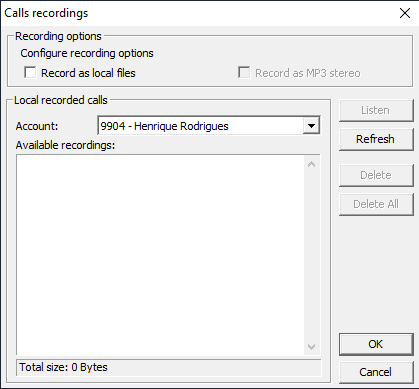 Calls recordings
Recording options
Configure recording options
Record as local files Record as MP3 stereo
Local recorded calls
Listen
Account: 9904 - Henrique Rodrigues
Refresh
Available recordings:
Delete
Delete All
OK
Total size: 0 Bytes
Cancel